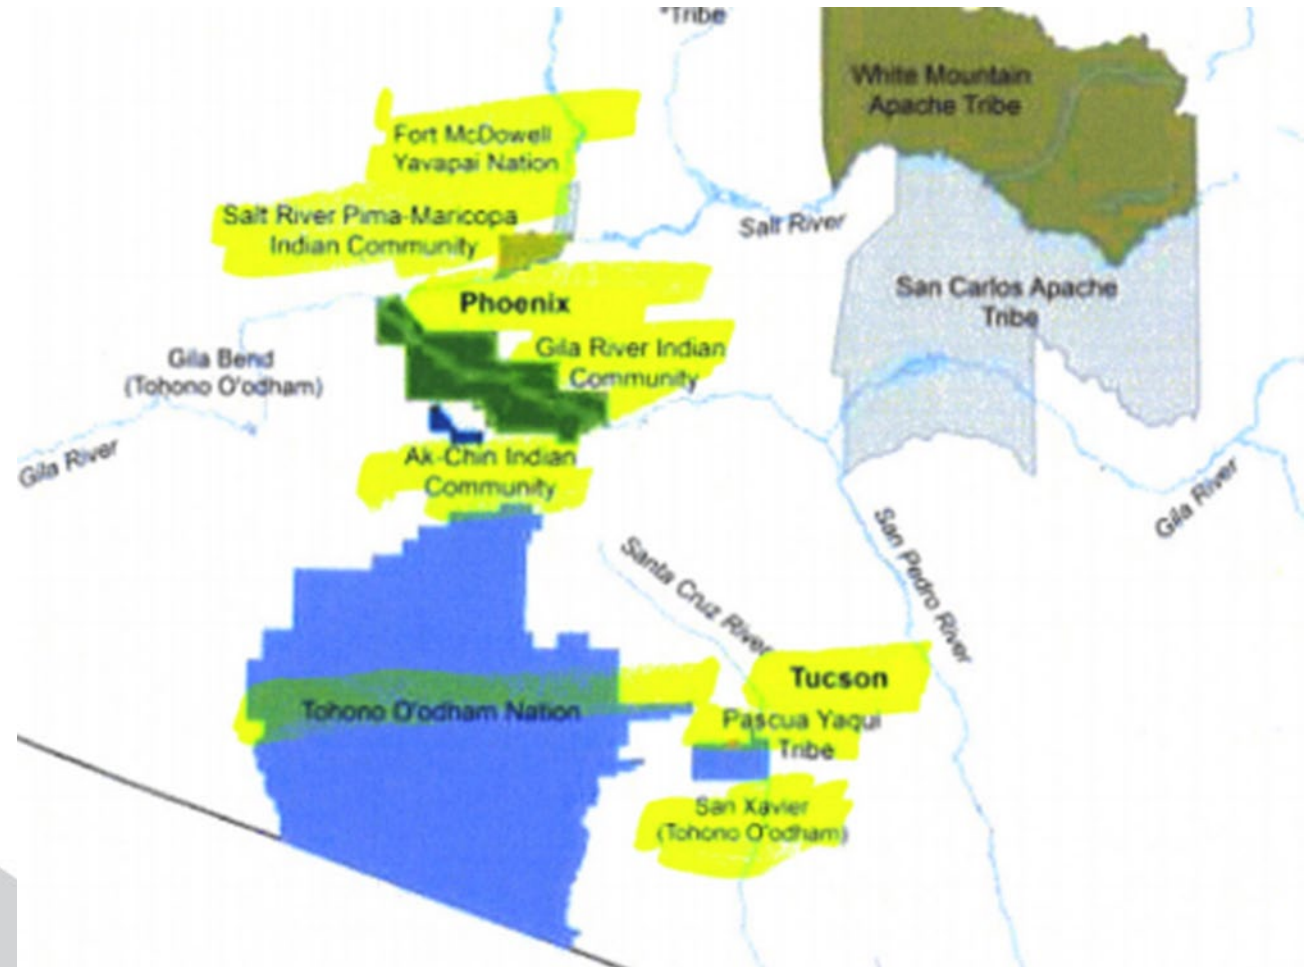 *Tribe
White Mountain
Apache Tribe
Fort McDowell
Yavapai Nation
Salt River Pima-Maricopa
Indian Community
Salt River
San Carlos Apache
Tribe
Phoenix
Gila River Indian
Community
Gila Bend
(Tohono O'odham)
Gila River
Ak-Chin Indian
Community
Gila River
San Pedro River
Santa Cruz River
Tucson
Tohono O'odham Nation
Pascua Yaqui
Tribe
San Xavier
(Tohono O'odham)